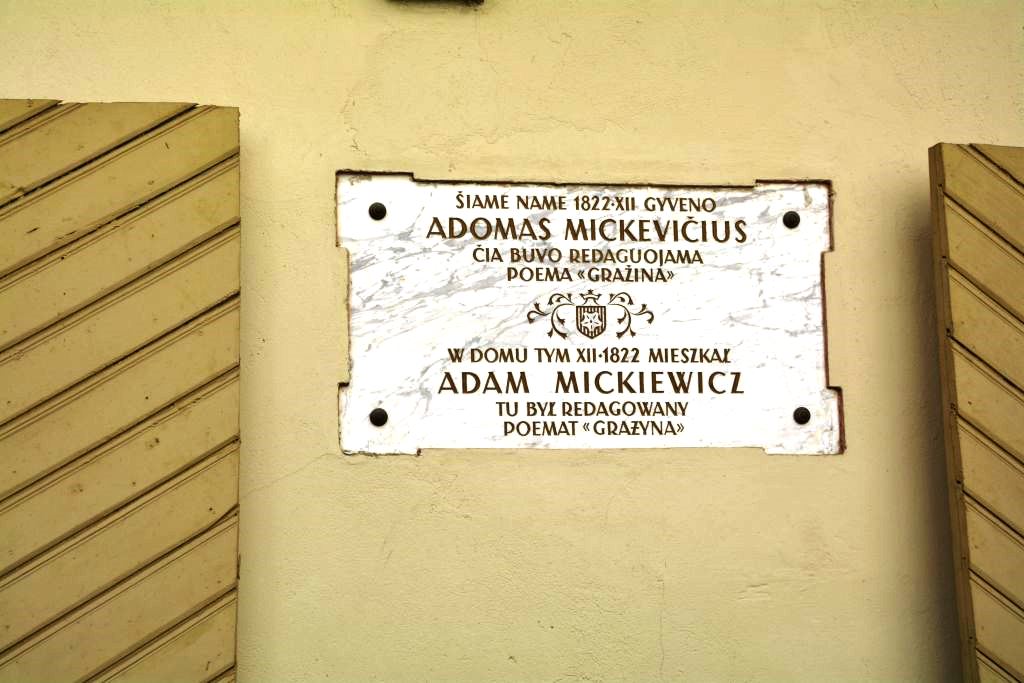 ŠIAME NAME 1822·XII GYVENO
ADOMAS MICKEVIČIUS
ČIA BUVO REDAGUOJAMA
POEMA «GRAŽINA»
W DOMU TYM XII·1822 MIESZKAŁ
ADAM MICKIEWICZ
TU BYŁ REDAGOWANY
POEMAT «GRAŻYNA»